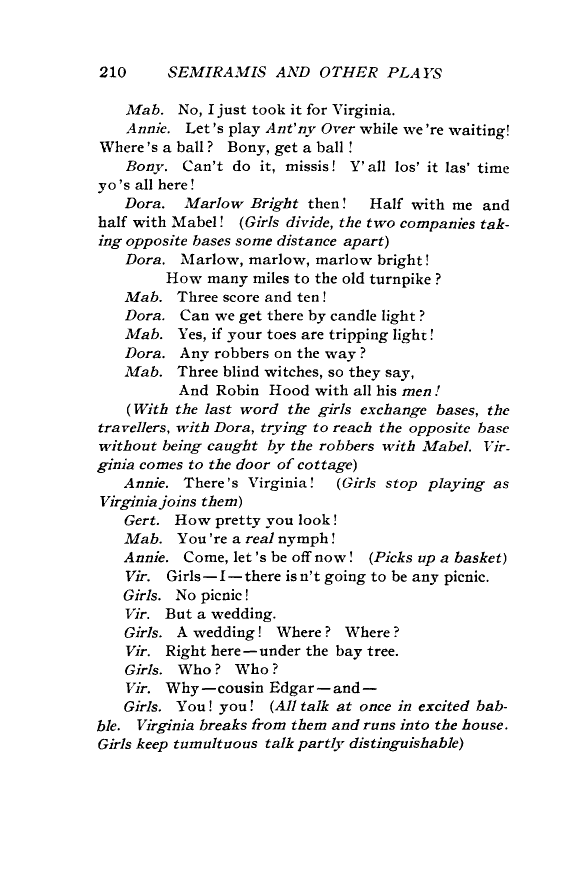 210 SEMIRAMIS AND OTHER PLAYS
Mab. No, I just took it for Virginia.
Annie. Let's play Ant'ny Over while we're waiting!
Where's a ball? Bony, get a ball!
Bony. Can't do it, missis! Y'all los' it las' time
yo's all here!
Dora. Marlow Bright then! Half with me and
half with Mabel! (Girls divide, the two companies tak-
ing opposite bases some distance apart)
Dora. Marlow, marlow, marlow bright!
How many miles to the old turnpike?
Mab. Three score and ten!
Dora. Can we get there by candle light?
Mab. Yes, if your toes are tripping light!
Dora. Any robbers on the way?
Mab. Three blind witches, so they say,
And Robin Hood with all his men!
(With the last word the girls exchange bases, the
travellers, with Dora, trying to reach the opposite base
without being caught by the robbers with Mabel. Vir-
ginia comes to the door of cottage)
Annie. There's Virginia! (Girls stop playing as
Virginia joins them)
Gert. How pretty you look!
Mab. You're a real nymph!
Annie. Come, let's be off now! (Picks up a basket)
Vir. Girls—I—there isn't going to be any picnic.
Girls. No picnic!
Vir. But a wedding.
Girls. A wedding! Where? Where?
Vir. Right here—under the bay tree.
Girls. Who? Who?
Vir. Why—cousin Edgar—and—
Girls. You! you! (All talk at once in excited bab-
ble. Virginia breaks from them and runs into the house.
Girls keep tumultuous talk partly distinguishable)